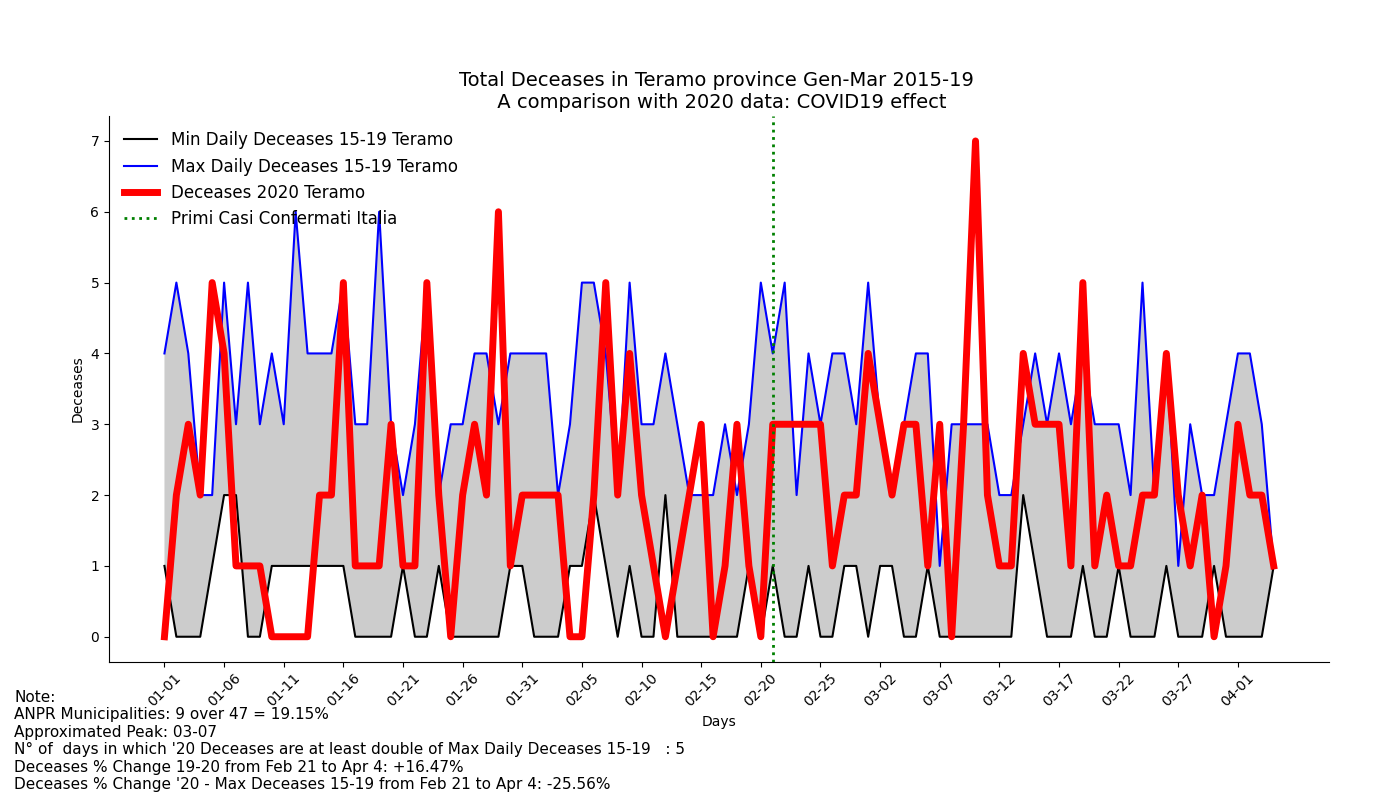 Total Deceases in Teramo province Gen-Mar 2015-19
A comparison with 2020 data: COVID19 effect
Min Daily Deceases 15-19 Teramo
Max Daily Deceases 15-19 Teramo
Deceases 2020 Teramo
Primi Casi Confermati Italia
Deceases
7
6
5
4
3
2
1
0
01-01 01-06 01-11 01-16 01-21 01-26 01-31 02-05 02-10 02-15 02-20 02-25 03-02 03-07 03-12 03-17 03-22 03-27 04-01
Days
Note:
ANPR Municipalities: 9 over 47 = 19.15%
Approximated Peak: 03-07
N° of  days in which '20 Deceases are at least double of Max Daily Deceases 15-19   : 5
Deceases % Change 19-20 from Feb 21 to Apr 4: +16.47%
Deceases % Change '20 - Max Deceases 15-19 from Feb 21 to Apr 4: -25.56%